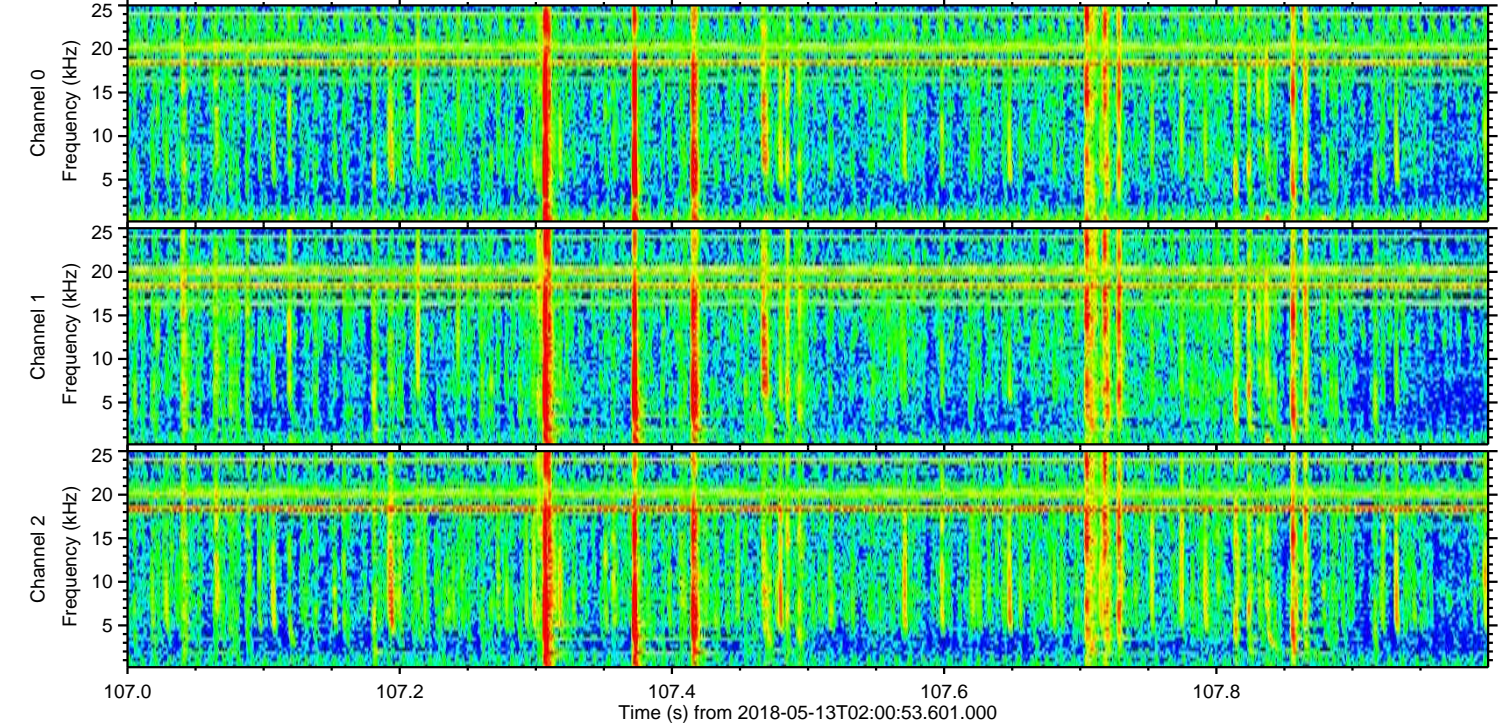 25
20
15
10
5
Channel 0
Frequency (kHz)
25
20
15
10
5
Channel 1
Frequency (kHz)
25
20
15
10
5
Channel 2
Frequency (kHz)
107.0 107.2 107.4 107.6 107.8
Time (s) from 2018-05-13T02:00:53.601.000